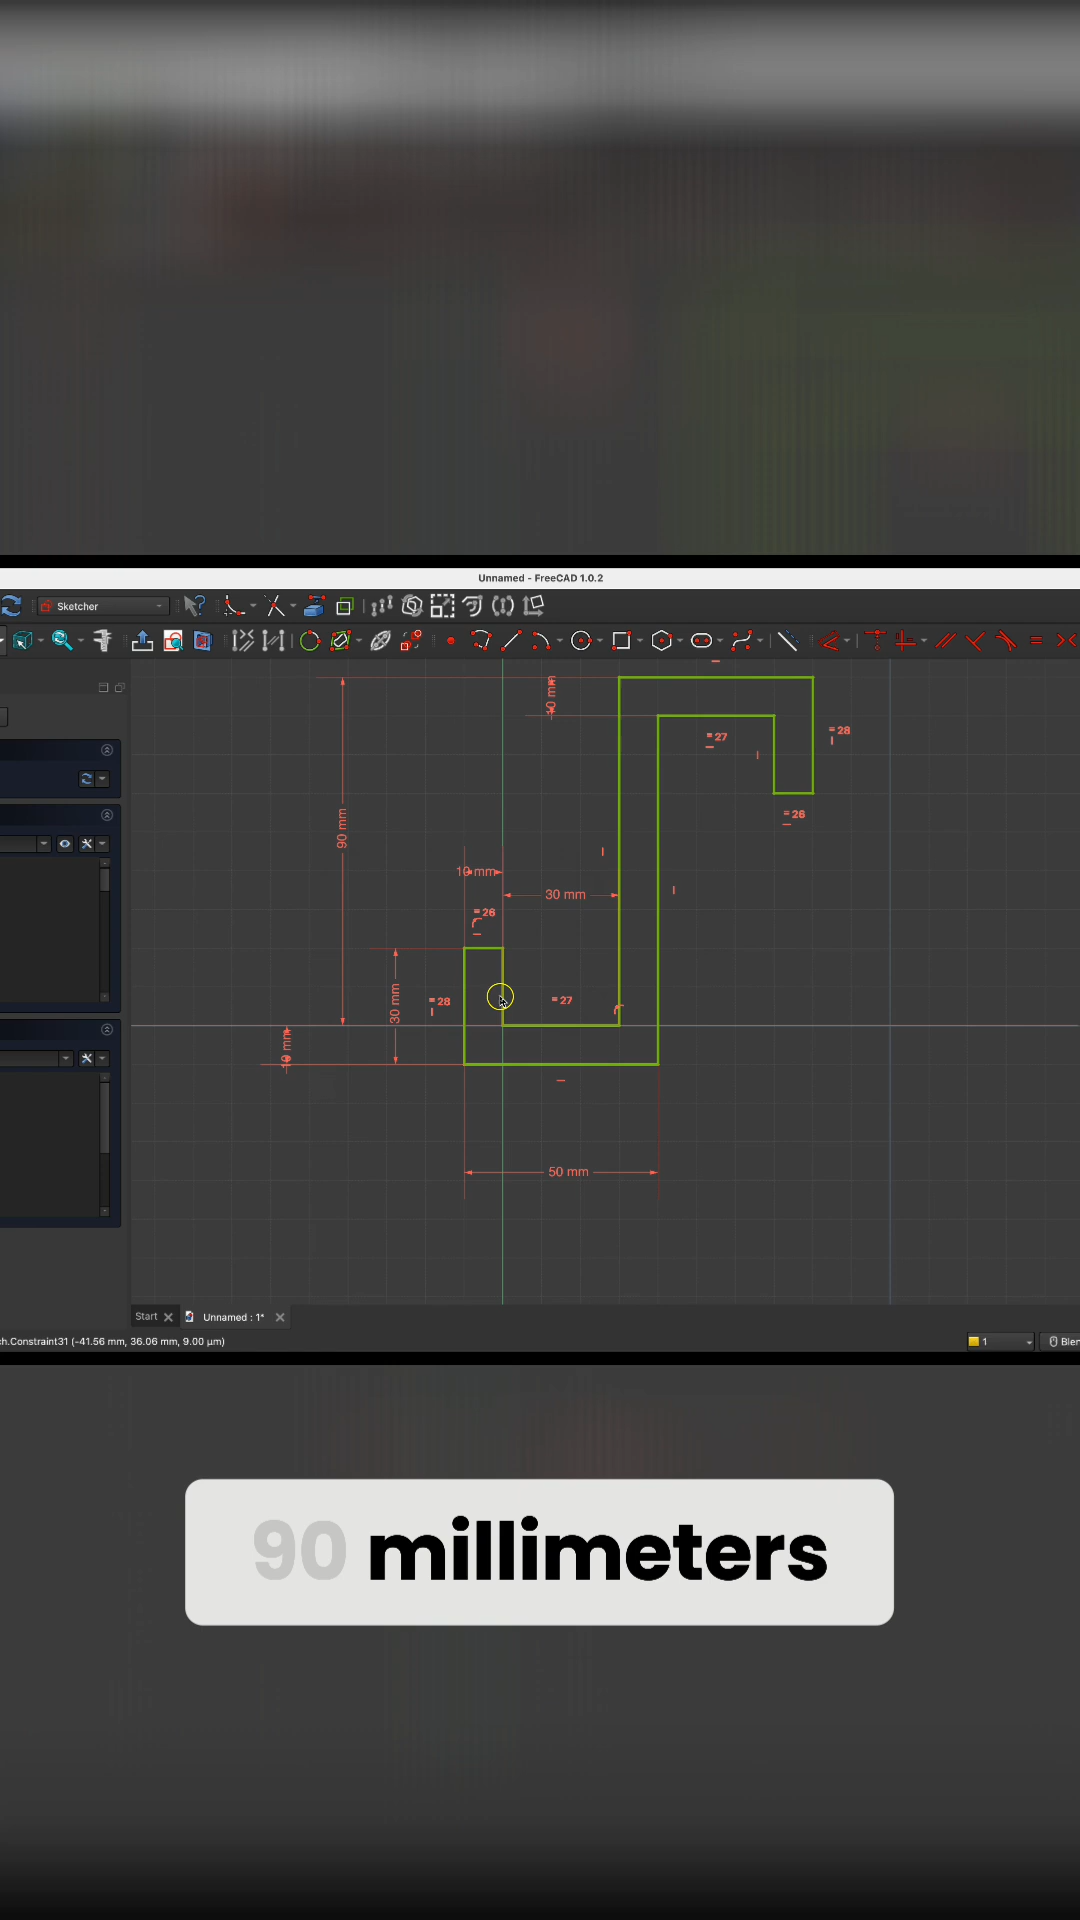 Unnamed - FreeCAD 1.0.2
Sketcher
10 mm
= 27
= 28
= 26
90 mm
10 mm
30 mm
= 26
30 mm
= 28
= 27
10 mm
50 mm
Start
Unnamed : 1*
ch.Constraint31 (-41.56 mm, 36.06 mm, 9.00 µm)
1
Blen
90 millimeters